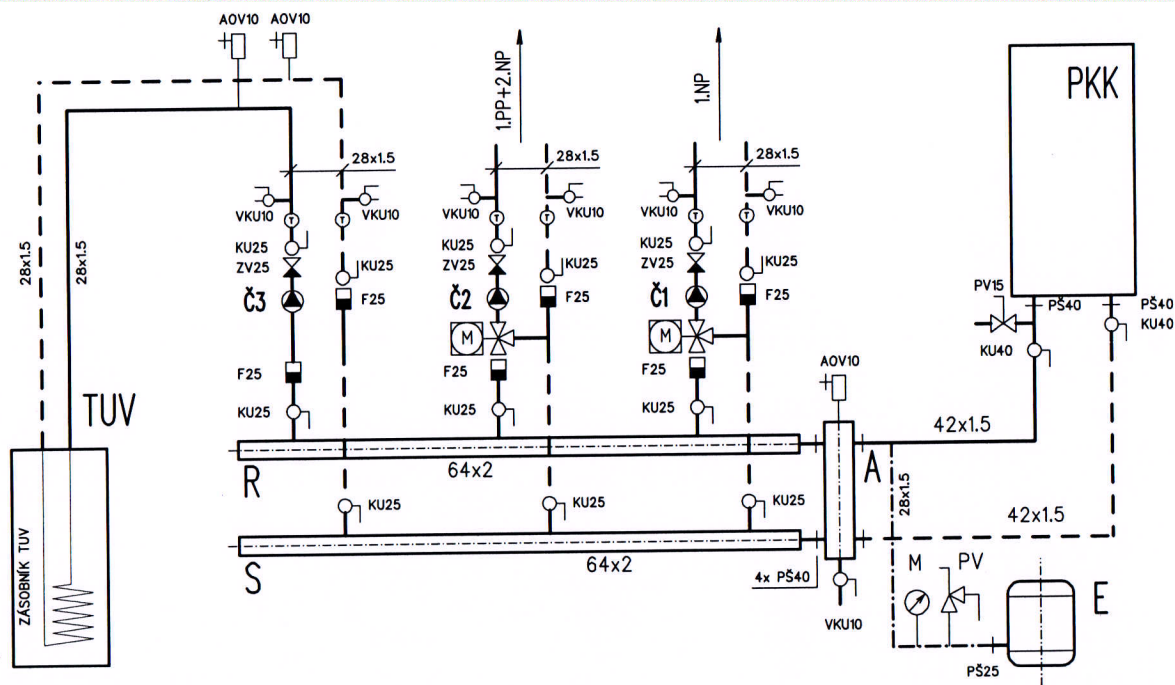 AOV10
AOV10
1.PP+2.NP
1.NP
PKK
28x1.5
28x1.5
28x1.5
VKU10
VKU10
VKU10
VKU10
VKU10
VKU10
T
T
T
T
T
T
KU25
KU25
KU25
ZV25
KU25
ZV25
KU25
ZV25
KU25
28x1.5
28x1.5
Č3
F25
Č2
F25
Č1
F25
PV15
PŠ40
PŠ40
KU40
KU40
M
M
F25
F25
F25
AOV10
TUV
KU25
KU25
KU25
42x1.5
R
64x2
A
28x1.5
KU25
KU25
KU25
42x1.5
S
64x2
4x PŠ40
M
PV
E
ZÁSOBNÍK TUV
VKU10
PŠ25